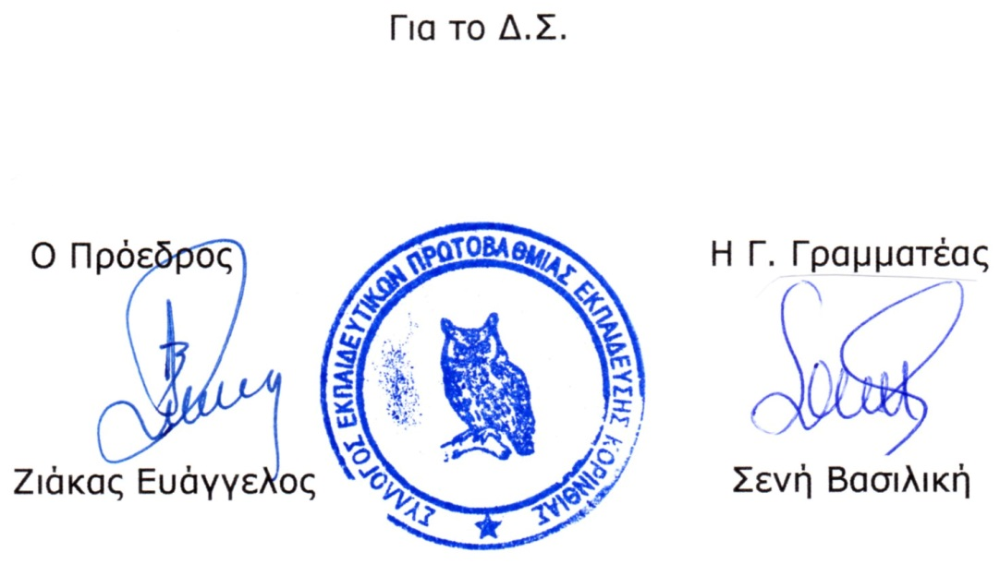 Για το Δ.Σ.
Ο Πρόεδρος
Η Γ. Γραμματέας
ΣΥΛΛΟΓΟΣ ΕΚΠΑΙΔΕΥΤΙΚΩΝ ΠΡΩΤΟΒΑΘΜΙΑΣ ΕΚΠΑΙΔΕΥΣΗΣ ΚΟΡΙΝΘΙΑΣ
Ζιάκας Ευάγγελος
Σενή Βασιλική